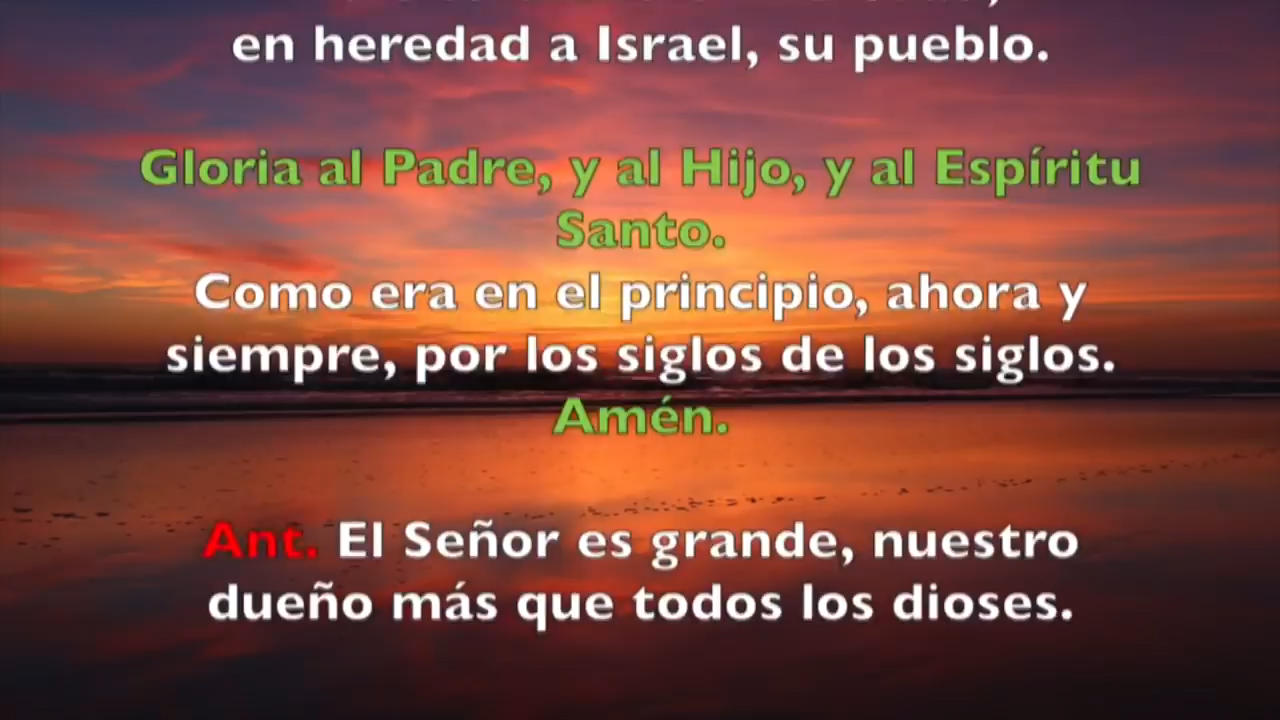 en heredad a Israel, su pueblo.
Gloria al Padre, y al Hijo, y al Espíritu
Santo.
Como era en el principio, ahora y
siempre, por los siglos de los siglos.
Amén.
Ant. El Señor es grande, nuestro
dueño más que todos los dioses.